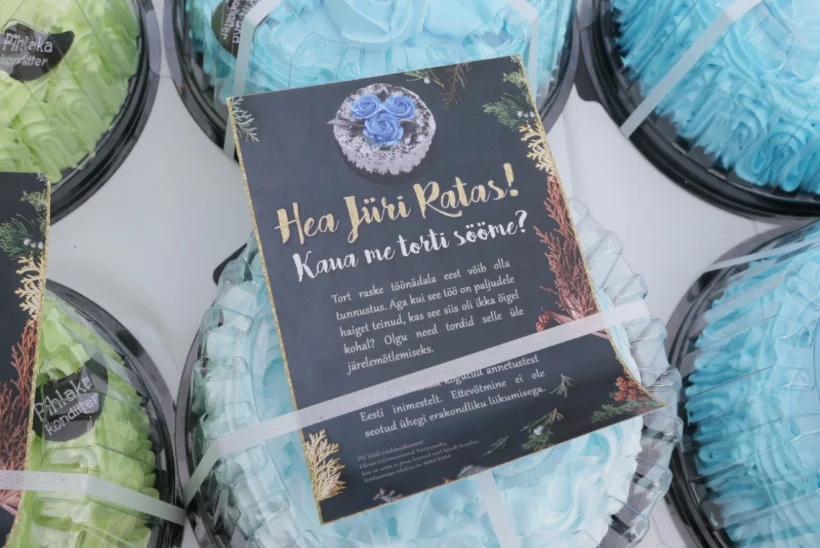 Pihlaka
kondiiter
Hea Jüri Ratas!
Kaua me torti sööme?
Tort raske töönädala eest võib olla
tunnustus. Aga kui see töö on paljudele
haiget teinud, kas see siis oli ikka õigel
kohal? Olgu need tordid selle üle
järelemõtlemiseks.
kogutud annetustest
Eesti inimestelt. Ettevõtmine ei ole
seotud ühegi erakondliku liikumisega.
Pihlaka
kondiiter